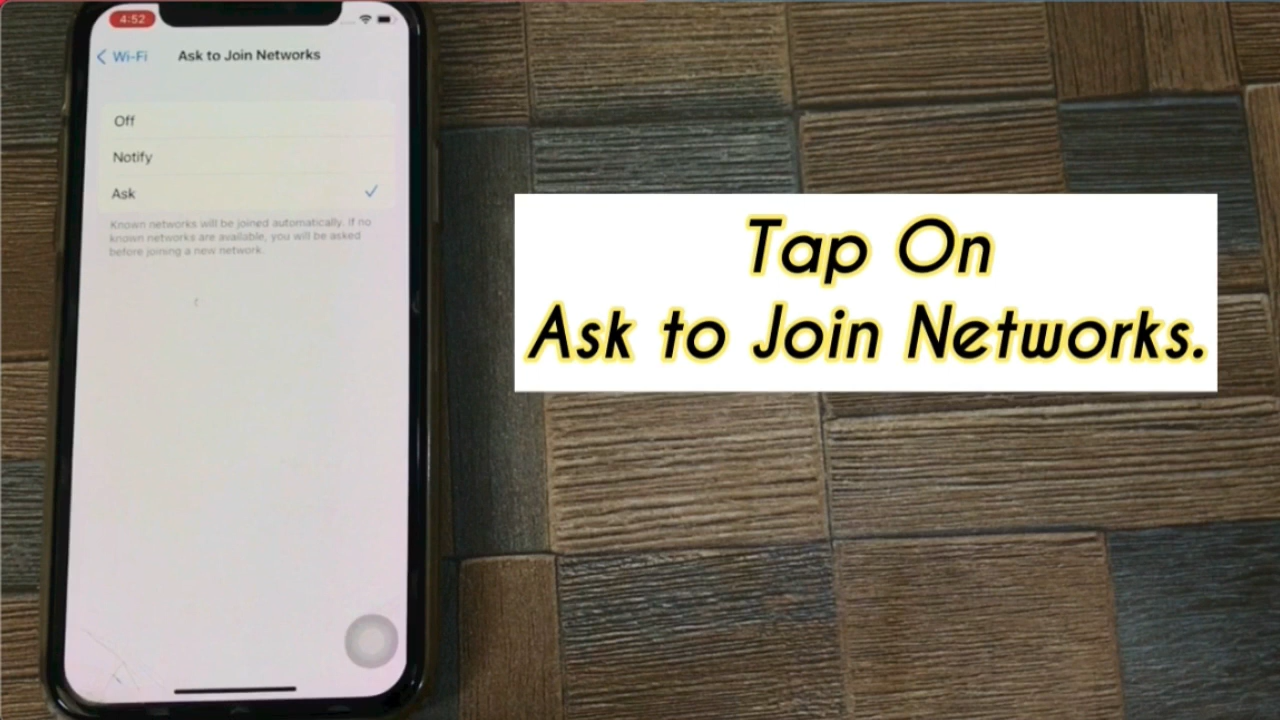 4:52
Wi-Fi
Ask to Join Networks
Off
Notify
Ask
Known networks will be joined automatically. If no
known networks are available, you will be asked
before joining a new network.
Tap On
Ask to Join Networks.